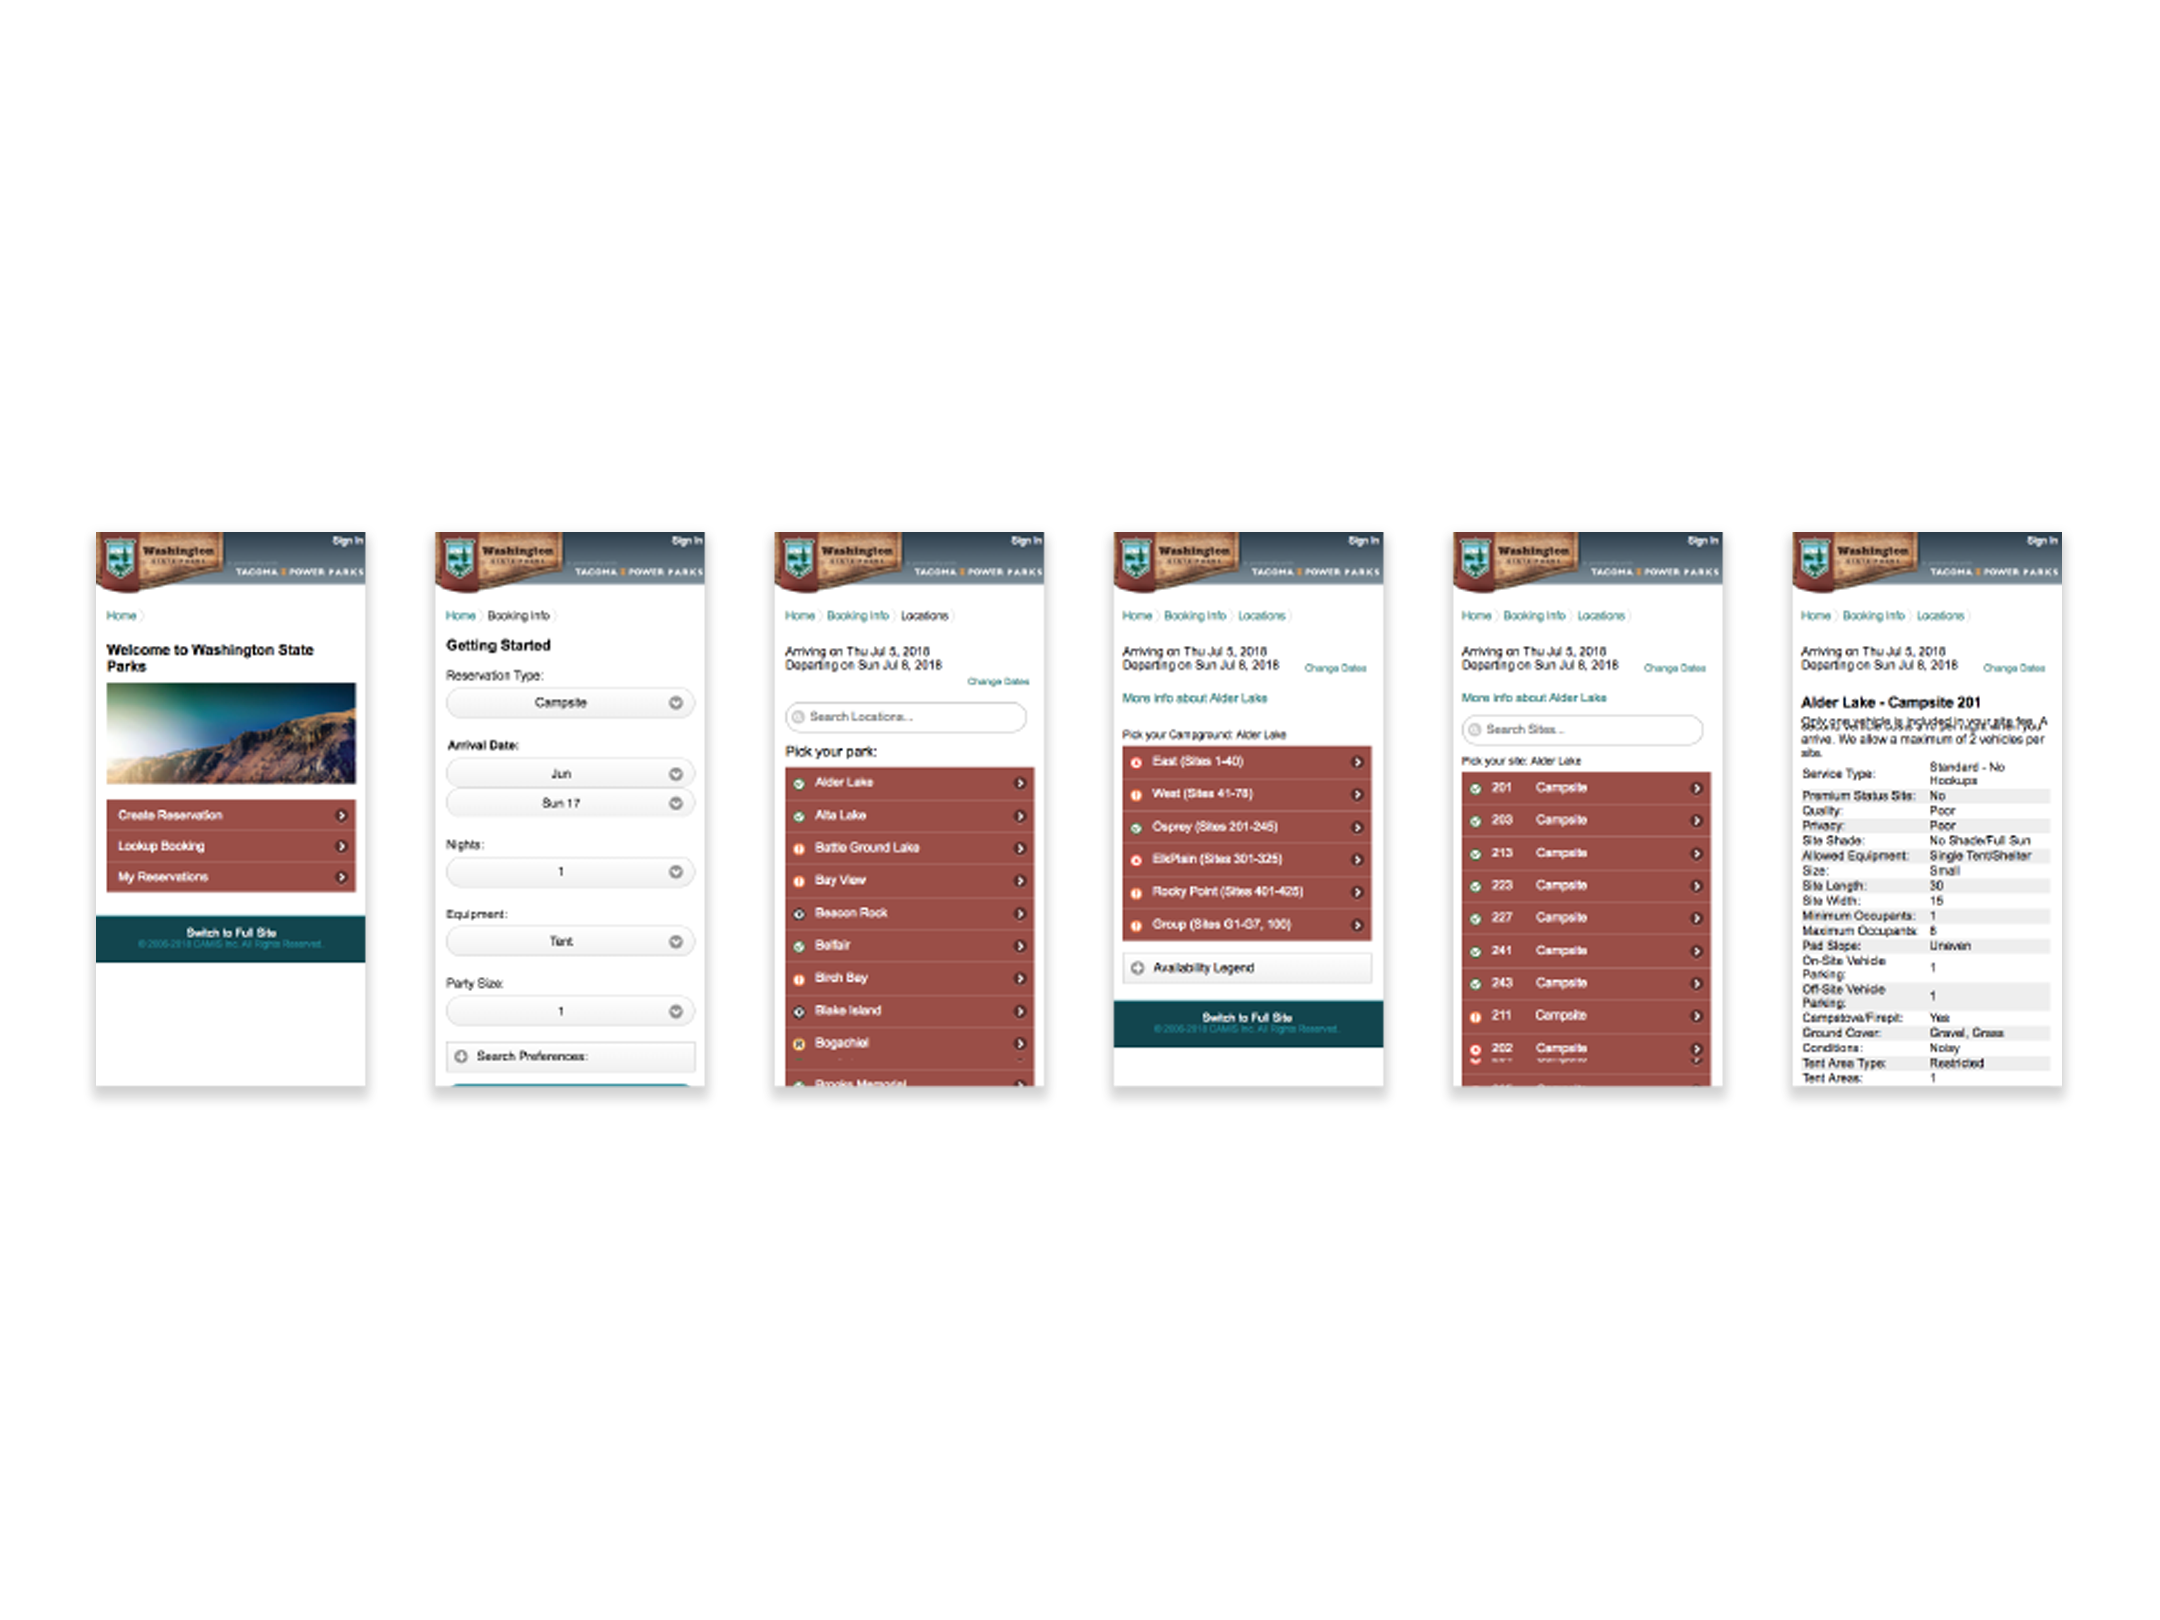 Washington
STATE PARKS
Sign In
TACOMA POWER PARKS
Home
Welcome to Washington State
Parks
Create Reservation
Lookup Booking
My Reservations
Switch to Full Site
© 2006-2018 CAMIS Inc. All Rights Reserved.
Washington
STATE PARKS
Sign In
TACOMA POWER PARKS
Home Booking Info
Getting Started
Reservation Type:
Campsite
Arrival Date:
Jun
Sun 17
Nights:
1
Equipment:
Tent
Party Size:
1
Search Preferences:
Washington
STATE PARKS
Sign In
TACOMA POWER PARKS
Home Booking Info Locations
Arriving on Thu Jul 5, 2018
Departing on Sun Jul 8, 2018
Change Dates
Search Locations...
Pick your park:
Alder Lake
Alta Lake
Battle Ground Lake
Bay View
Beacon Rock
Belfair
Birch Bay
Blake Island
Bogachiel
Brooks Memorial
Washington
STATE PARKS
Sign In
TACOMA POWER PARKS
Home Booking Info Locations
Arriving on Thu Jul 5, 2018
Departing on Sun Jul 8, 2018
Change Dates
More info about Alder Lake
Pick your Campground: Alder Lake
East (Sites 1-40)
West (Sites 41-78)
Osprey (Sites 201-245)
ElkPlain (Sites 301-325)
Rocky Point (Sites 401-425)
Group (Sites G1-G7, 100)
Availability Legend
Switch to Full Site
© 2006-2018 CAMIS Inc. All Rights Reserved.
Washington
STATE PARKS
Sign In
TACOMA POWER PARKS
Home Booking Info Locations
Arriving on Thu Jul 5, 2018
Departing on Sun Jul 8, 2018
Change Dates
More info about Alder Lake
Search Sites...
Pick your site: Alder Lake
201 Campsite
203 Campsite
213 Campsite
223 Campsite
227 Campsite
241 Campsite
243 Campsite
211 Campsite
202 Campsite
Washington
STATE PARKS
Sign In
TACOMA POWER PARKS
Home Booking Info Locations
Arriving on Thu Jul 5, 2018
Departing on Sun Jul 8, 2018
Change Dates
Alder Lake - Campsite 201
Only one vehicle is included in your site fee. A
second vehicle costs per night when you
arrive. We allow a maximum of 2 vehicles per
site.
Service Type: Standard - No Hookups
Premium Status Site: No
Quality: Poor
Privacy: Poor
Site Shade: No Shade/Full Sun
Allowed Equipment: Single Tent/Shelter
Size: Small
Site Length: 30
Site Width: 15
Minimum Occupants: 1
Maximum Occupants: 8
Pad Slope: Uneven
On-Site Vehicle Parking: 1
Off-Site Vehicle Parking: 1
Campstove/Firepit: Yes
Ground Cover: Gravel, Grass
Conditions: Noisy
Tent Area Type: Restricted
Tent Areas: 1